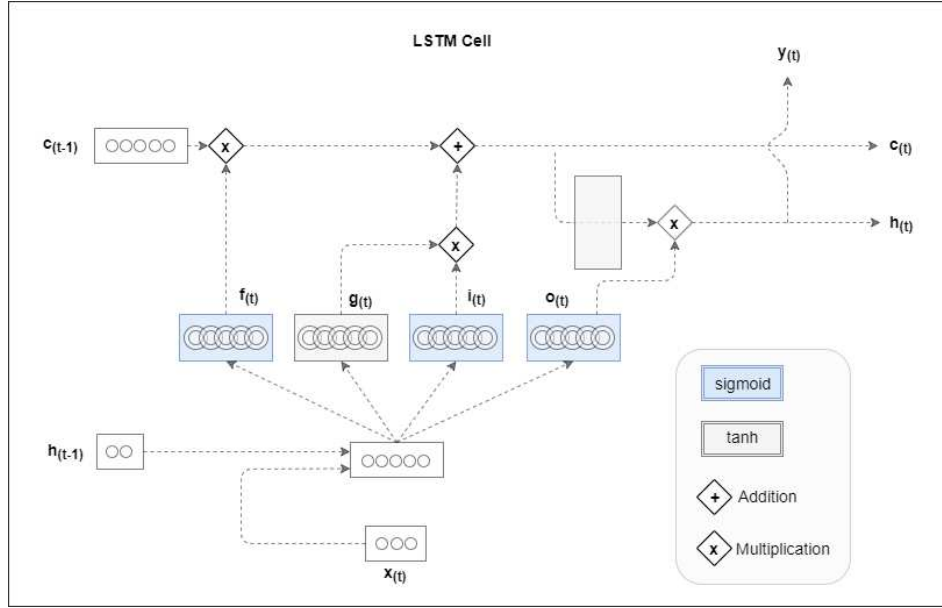 LSTM Cell
y(t)
c(t-1)
x
+
c(t)
x
h(t)
x
f(t)
g(t)
i(t)
o(t)
sigmoid
tanh
h(t-1)
+ Addition
x Multiplication
x(t)